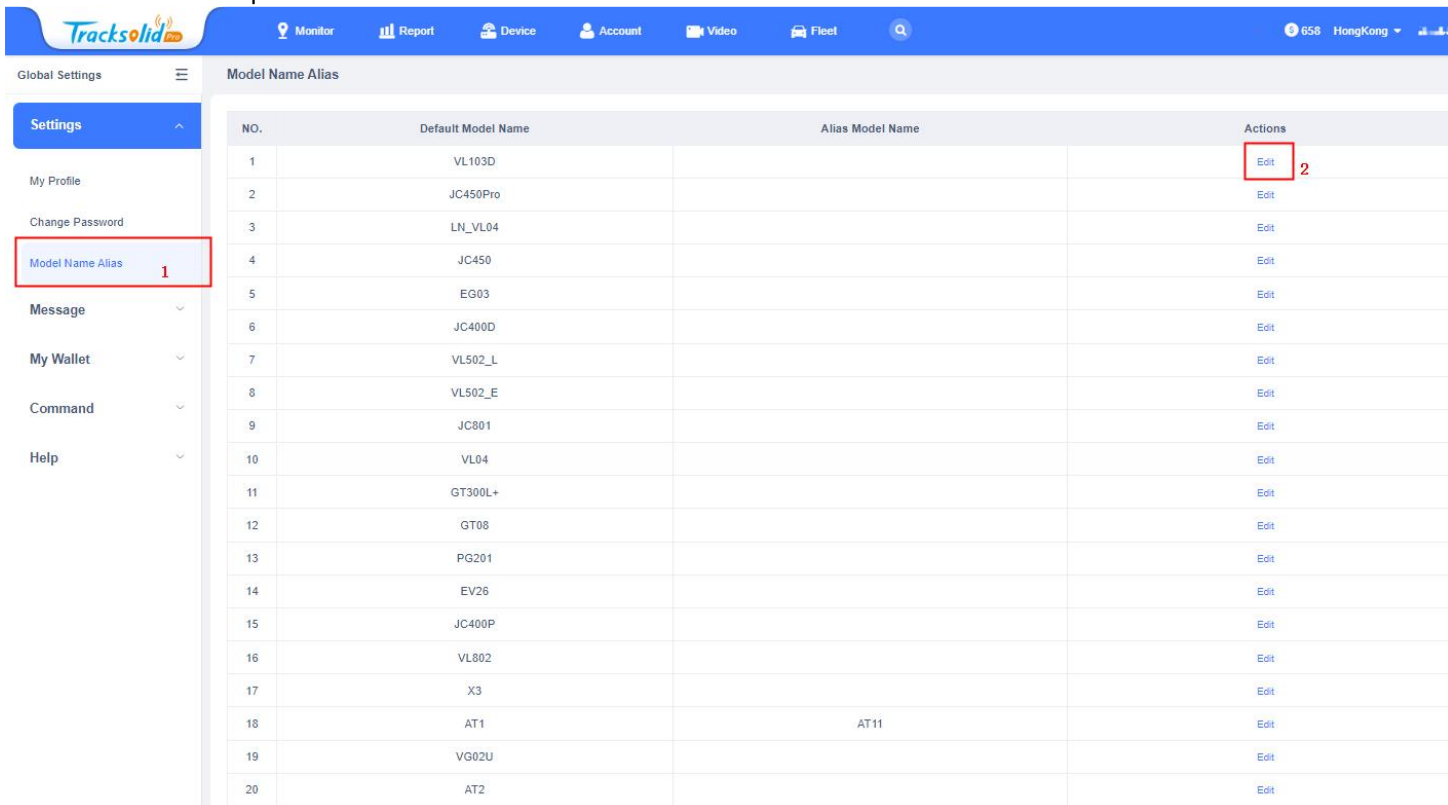 Tracksolid Pro
Monitor Report Device Account Video Fleet 658 HongKong
Global Settings
Model Name Alias
Settings
My Profile
Change Password
Model Name Alias 1
Message
My Wallet
Command
Help
NO. Default Model Name Alias Model Name Actions
1 VL103D Edit 2
2 JC450Pro Edit
3 LN_VL04 Edit
4 JC450 Edit
5 EG03 Edit
6 JC400D Edit
7 VL502_L Edit
8 VL502_E Edit
9 JC801 Edit
10 VL04 Edit
11 GT300L+ Edit
12 GT08 Edit
13 PG201 Edit
14 EV26 Edit
15 JC400P Edit
16 VL802 Edit
17 X3 Edit
18 AT1 AT11 Edit
19 VG02U Edit
20 AT2 Edit